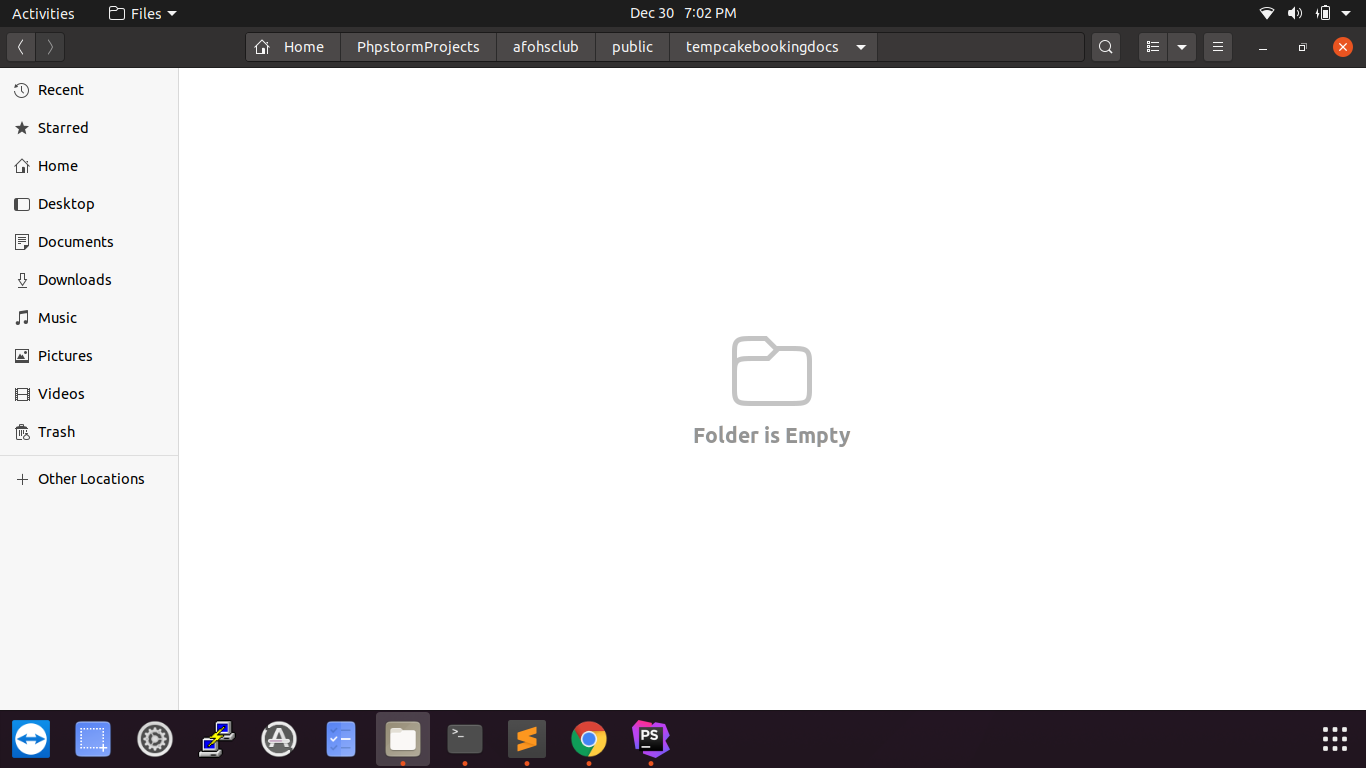 Activities Files Dec 30 7:02 PM
Home PhpstormProjects afohsclub public tempcakebookingdocs
Recent
Starred
Home
Desktop
Documents
Downloads
Music
Pictures
Videos
Trash
Other Locations
Folder is Empty
>_ PS